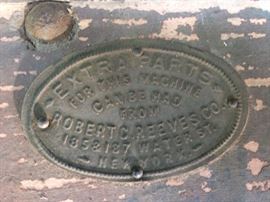 EXTRA PARTS
FOR THIS MACHINE
CAN BE HAD
FROM
ROBERT C. REEVES CO.
185 & 187 WATER ST.
NEW YORK